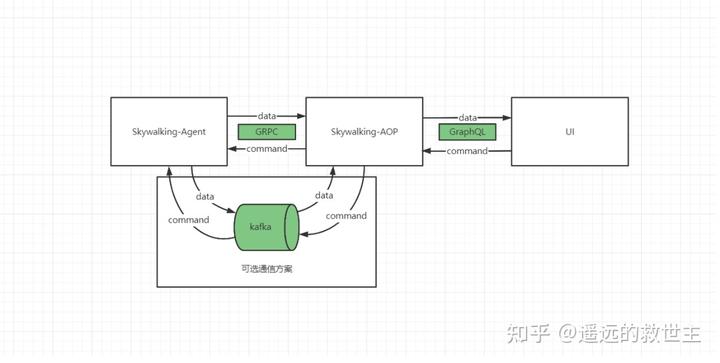 data
data
Skywalking-Agent
GRPC
Skywalking-AOP
GraphQL
UI
command
command
data
data
command
command
kafka
可选通信方案
知乎 @遥远的救世主